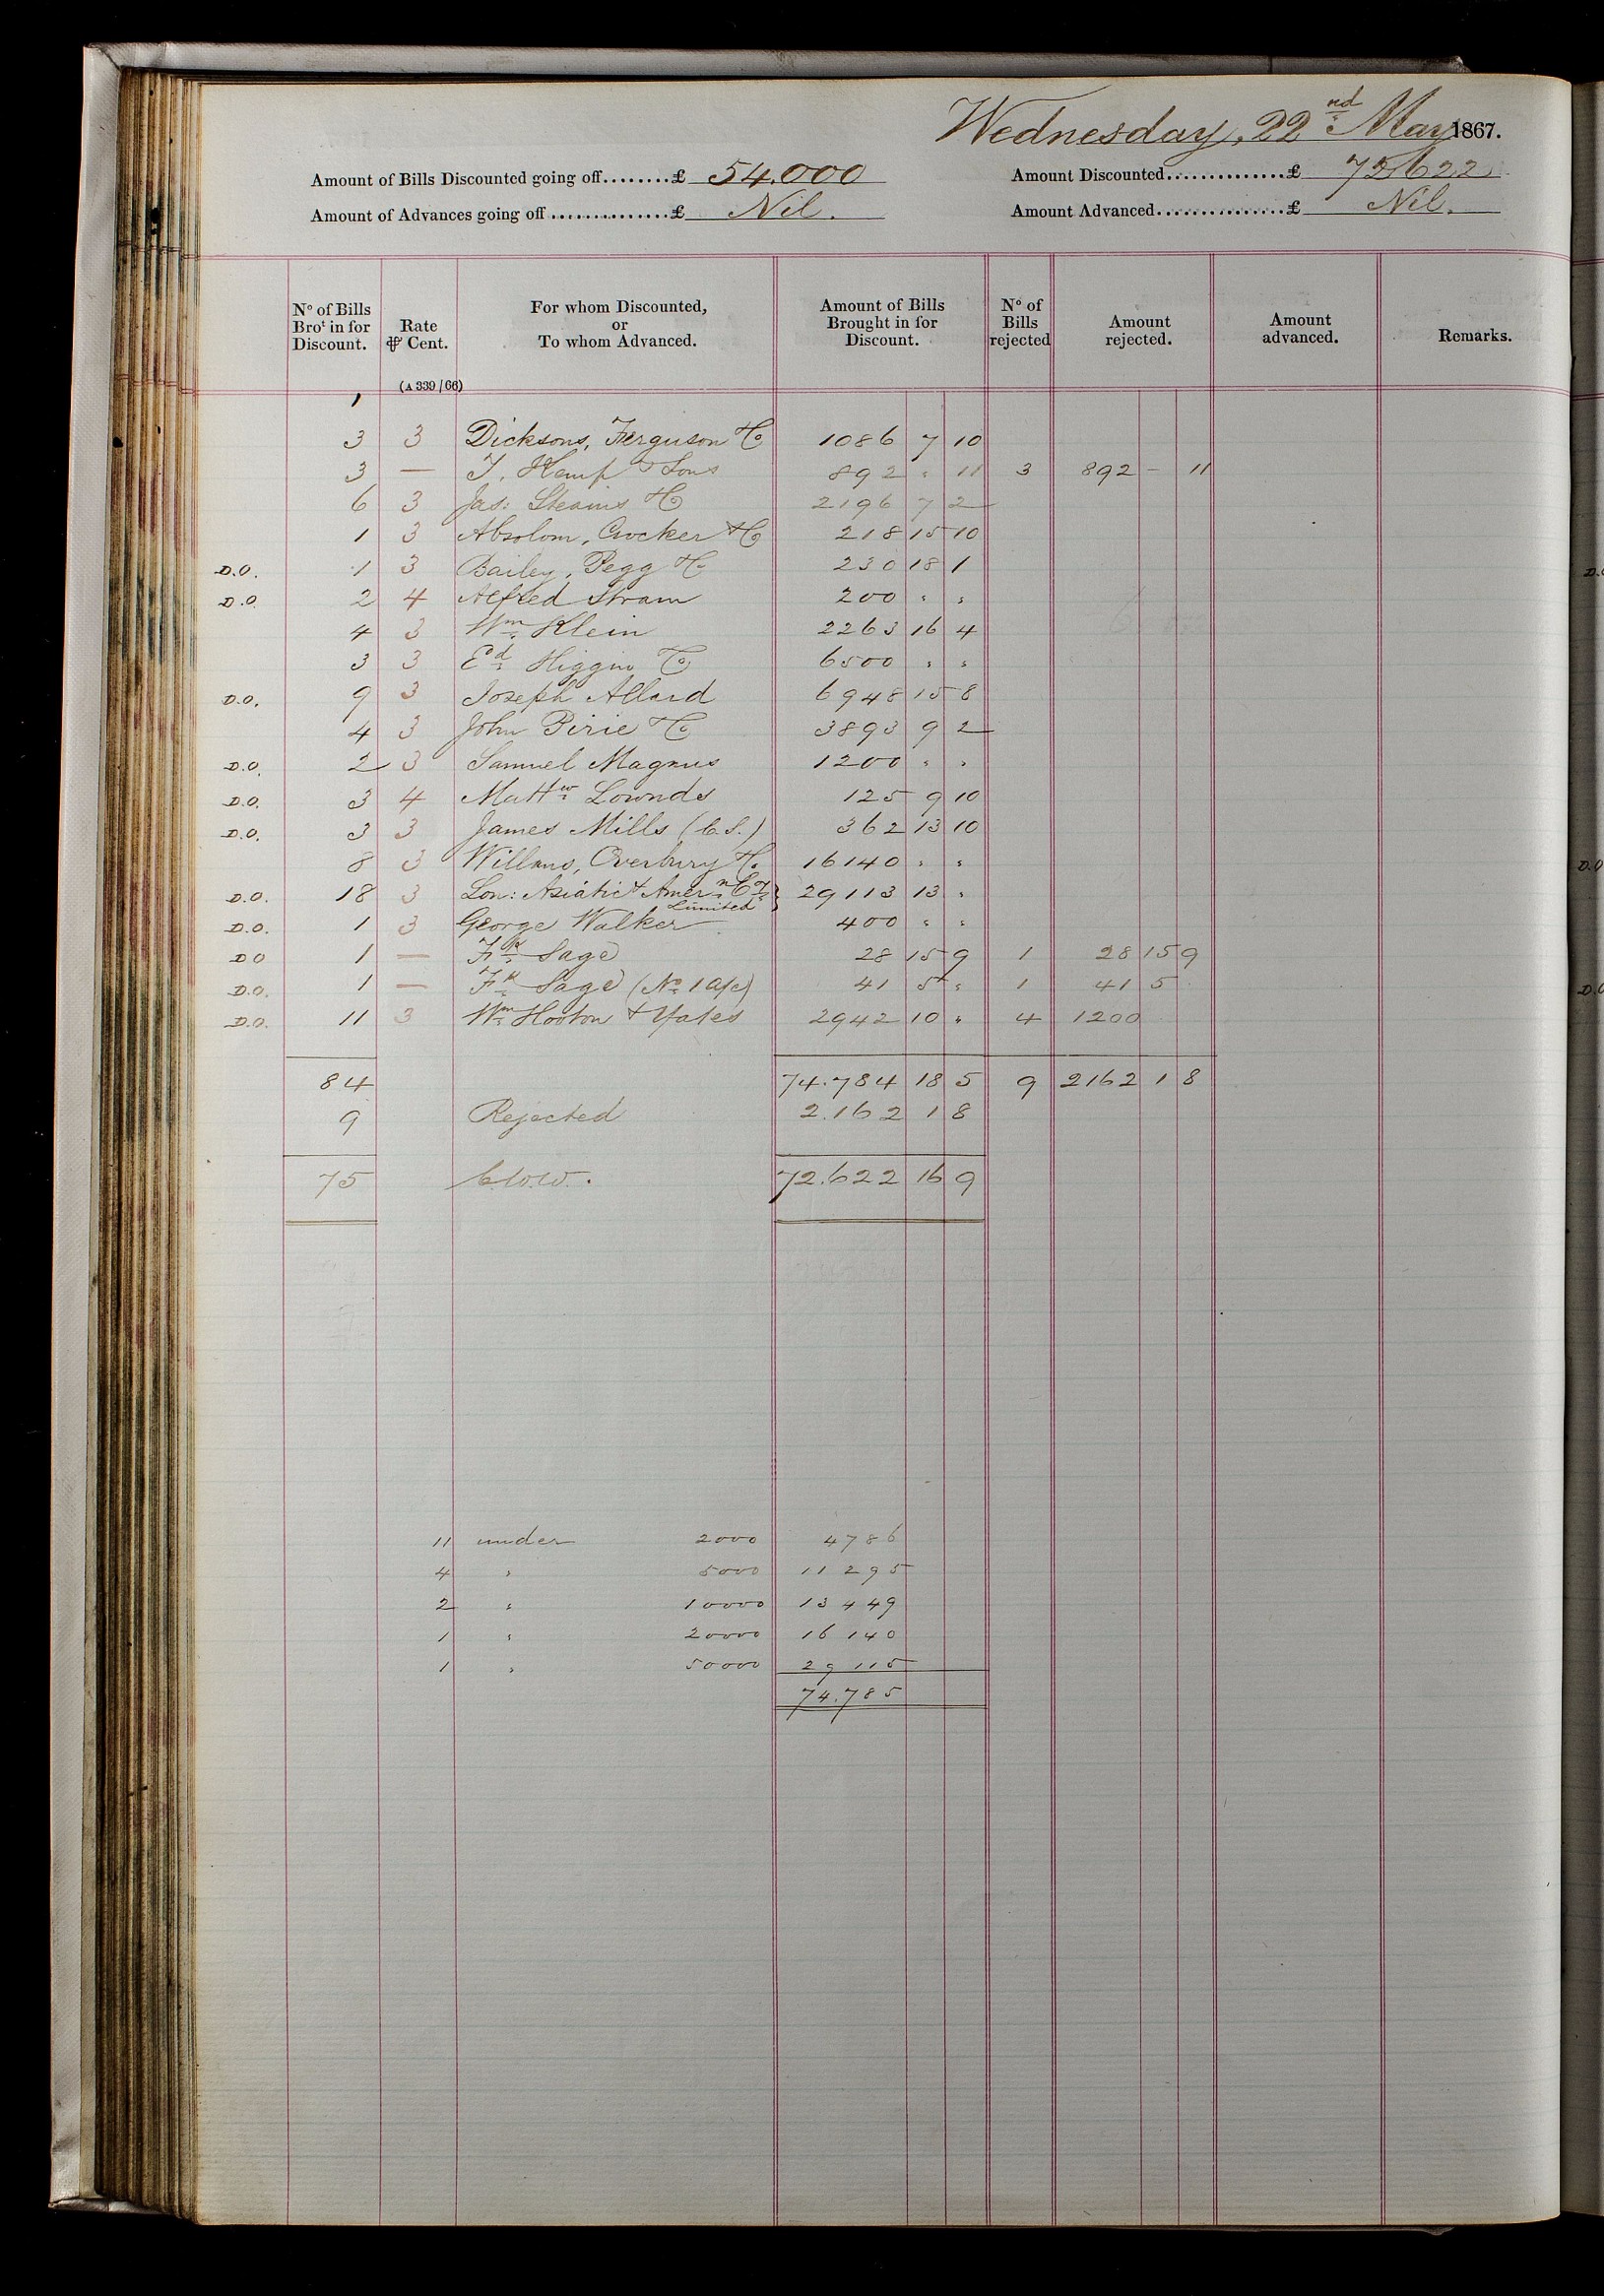 Wednesday, 22nd May 1867.
Amount of Bills Discounted going off........£ 54.000 Amount Discounted..............£ 72622
Amount of Advances going off..............£ Nil. Amount Advanced...............£ Nil.
No of Bills Brot in for Discount. Rate ⅌ Cent. For whom Discounted, or To whom Advanced. Amount of Bills Brought in for Discount. No of Bills rejected Amount rejected. Amount advanced. Remarks.
(A 339/66)
3 3 Dicksons, Ferguson & Co 1086 7 10
3 — T. Kemp & Sons 892 " 11 3 892 — 11
6 3 Jas: Stearns & Co 2196 7 2
1 3 Absolom, Crocker & Co 218 15 10
D.O. 1 3 Bailey, Pegg & Co 230 18 1
D.O. 2 4 Alfred Stram 200 " "
4 3 Wm Klein 2263 16 4
3 3 Ed Higgin & Co 6500 " "
D.O. 9 3 Joseph Allard 6948 15 8
4 3 John Pirie & Co 3893 9 2
D.O. 2 3 Samuel Magnus 1200 " "
D.O. 3 4 Mattw Lownds 125 9 10
D.O. 3 3 James Mills (C.S.) 362 13 10
8 3 Willans, Overbury & Co 16140 " "
D.O. 18 3 Lon: Asiatic & Amern Coy Limited 29113 13 "
D.O. 1 3 George Walker 400 " "
DO 1 — Fk Sage 28 15 9 1 28 15 9
D.O. 1 — Fk Sage (No 1 a/c) 41 5 " 1 41 5
D.O. 11 3 Wm Hooton & Yates 2942 10 " 4 1200
84 74.784 18 5 9 2162 1 8
9 Rejected 2.162 1 8
75 72.622 16 9
11 under 2000 4786
4 " 5000 11 295
2 " 10000 13 449
1 " 20000 16 140
1 " 50000 29 115
74.785